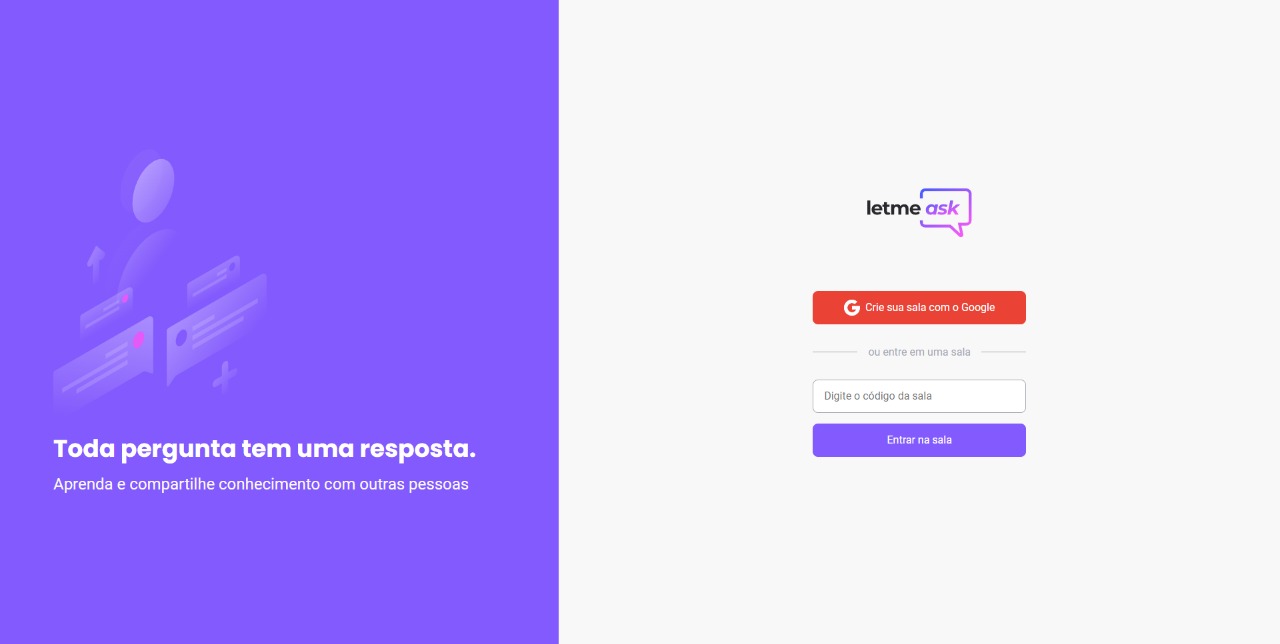 Toda pergunta tem uma resposta.
Aprenda e compartilhe conhecimento com outras pessoas
letme ask
Crie sua sala com o Google
ou entre em uma sala
Digite o código da sala
Entrar na sala